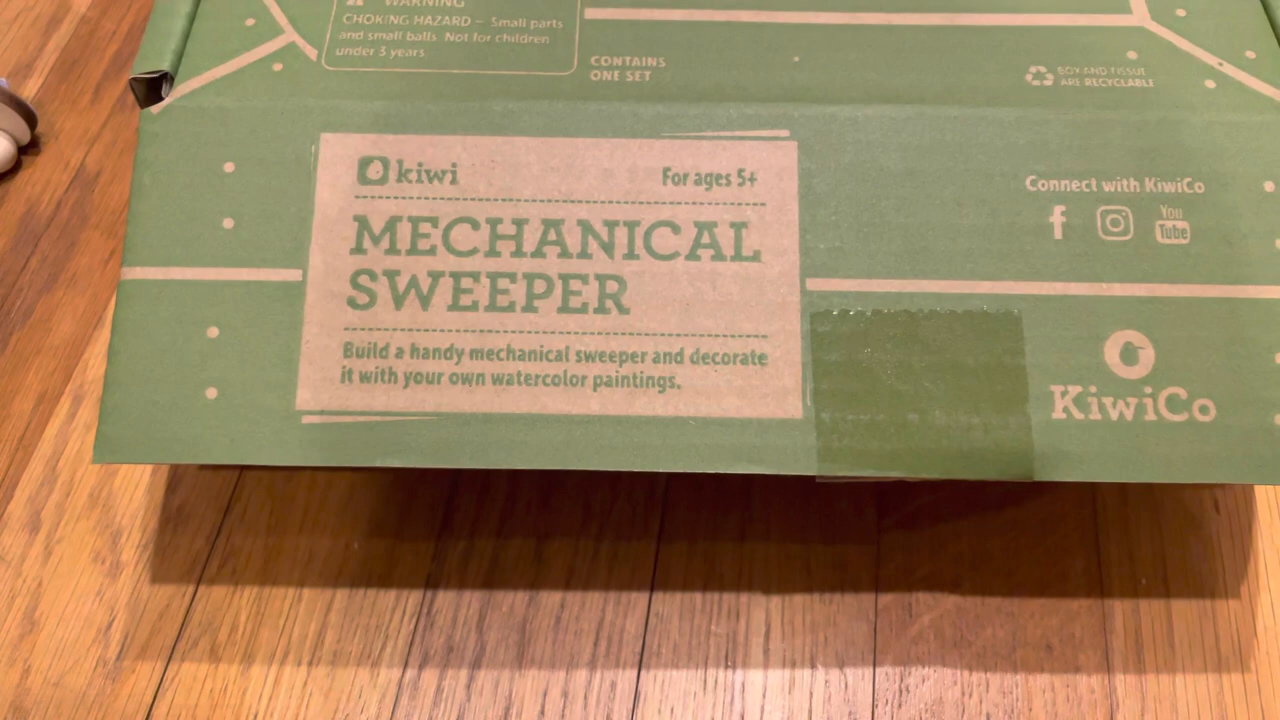 WARNING
CHOKING HAZARD – Small parts
and small balls. Not for children
under 3 years.
CONTAINS
ONE SET
BOX AND TISSUE
ARE RECYCLABLE
kiwi
For ages 5+
MECHANICAL
SWEEPER
Build a handy mechanical sweeper and decorate
it with your own watercolor paintings.
Connect with KiwiCo
f
You
Tube
KiwiCo